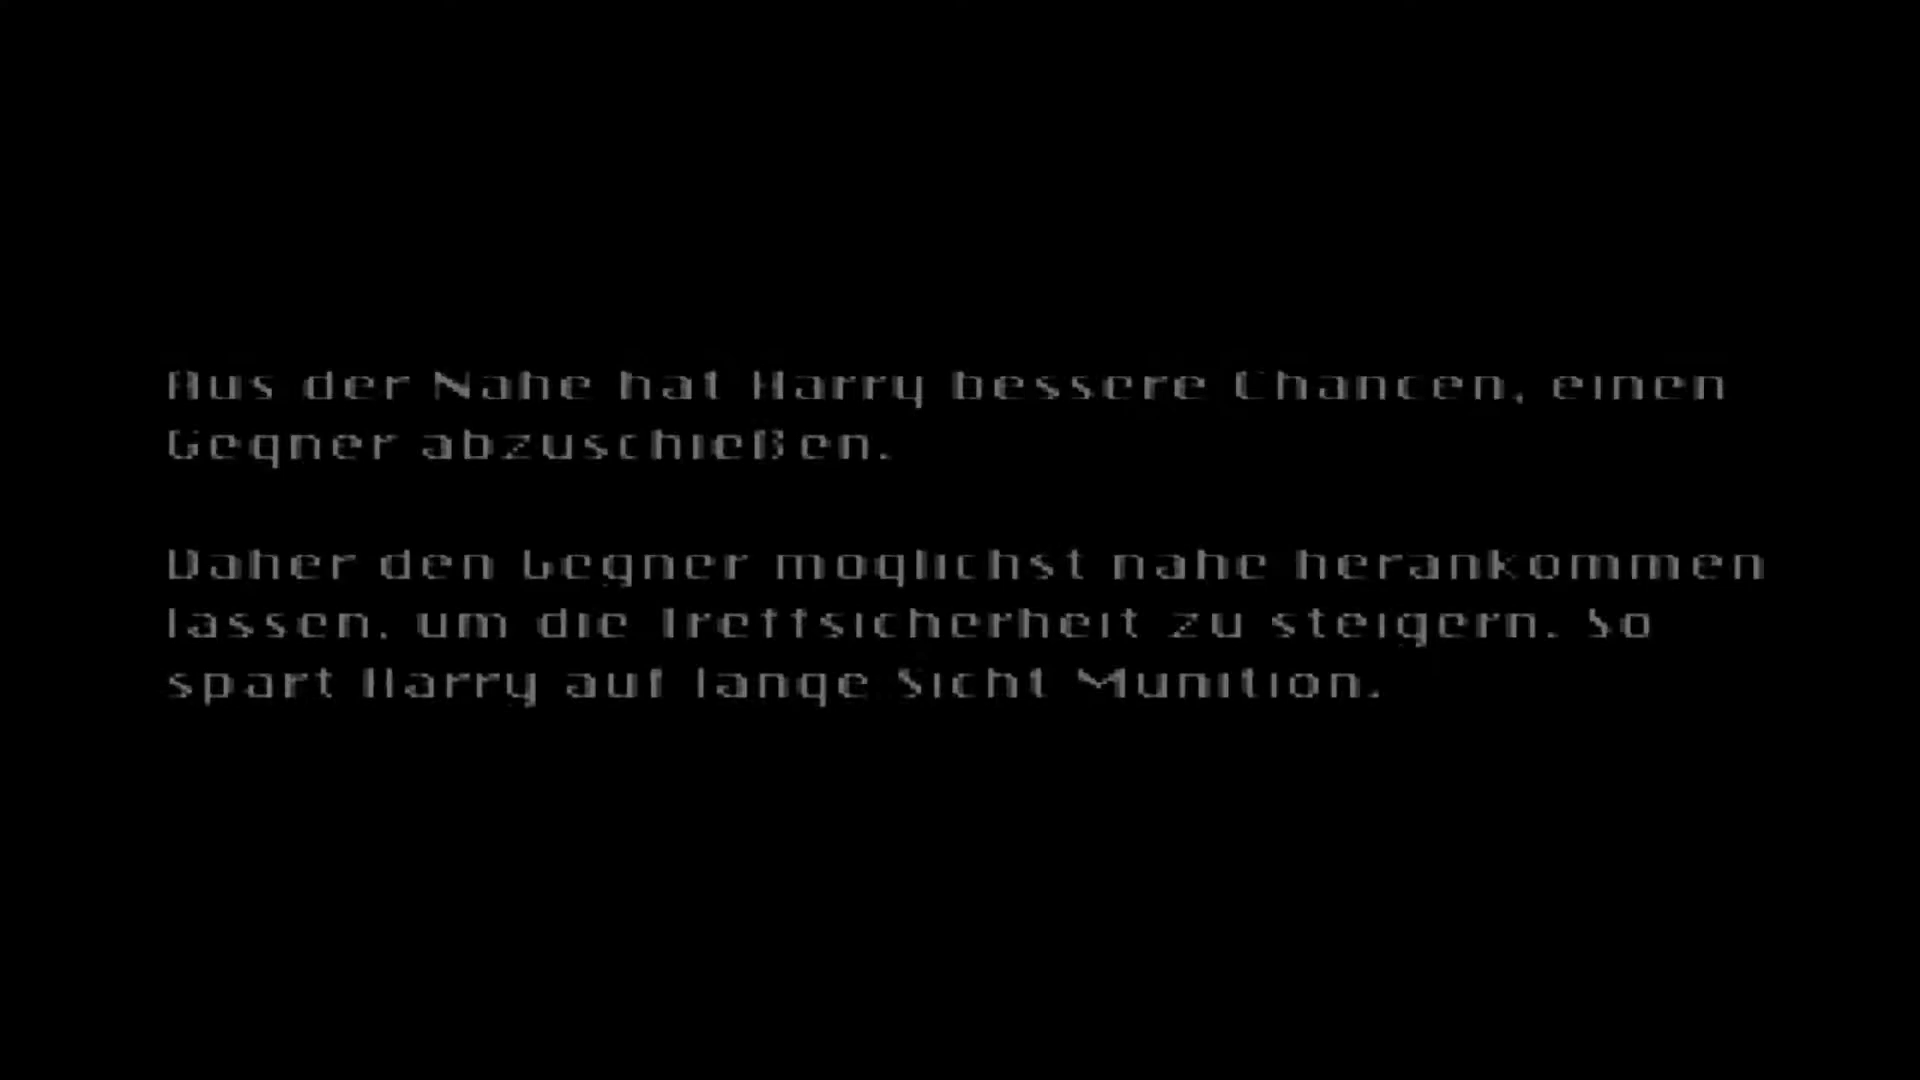 Aus der Nahe hat Harry bessere Chancen, einen
Gegner abzuschießen.
Daher den Gegner moglichst nahe herankommen
lassen, um die Treffsicherheit zu steigern. So
spart Harry auf lange Sicht Munition.